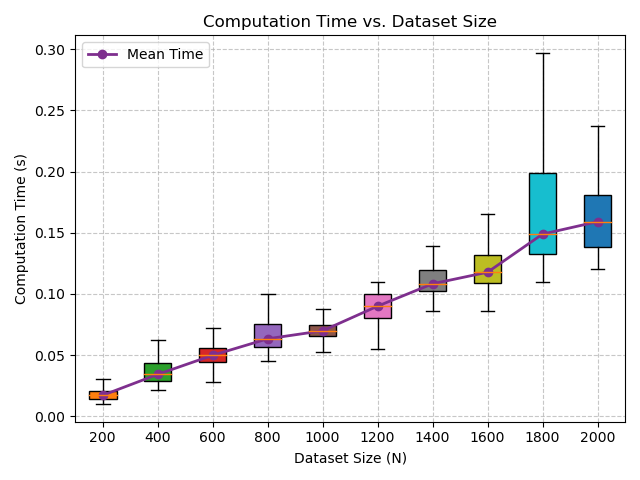 Computation Time vs. Dataset Size
Mean Time
Computation Time (s)
0.30
0.25
0.20
0.15
0.10
0.05
0.00
200 400 600 800 1000 1200 1400 1600 1800 2000
Dataset Size (N)